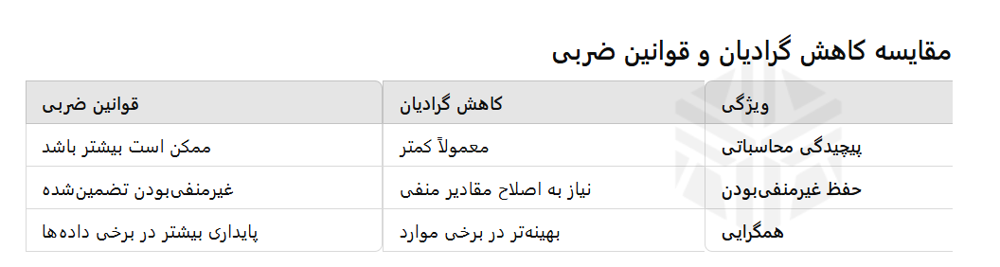 مقایسه کاهش گرادیان و قوانین ضربی
ویژگی کاهش گرادیان قوانین ضربی
پیچیدگی محاسباتی معمولاً کمتر ممکن است بیشتر باشد
حفظ غیرمنفی‌بودن نیاز به اصلاح مقادیر منفی غیرمنفی‌بودن تضمین‌شده
همگرایی بهینه‌تر در برخی موارد پایداری بیشتر در برخی داده‌ها